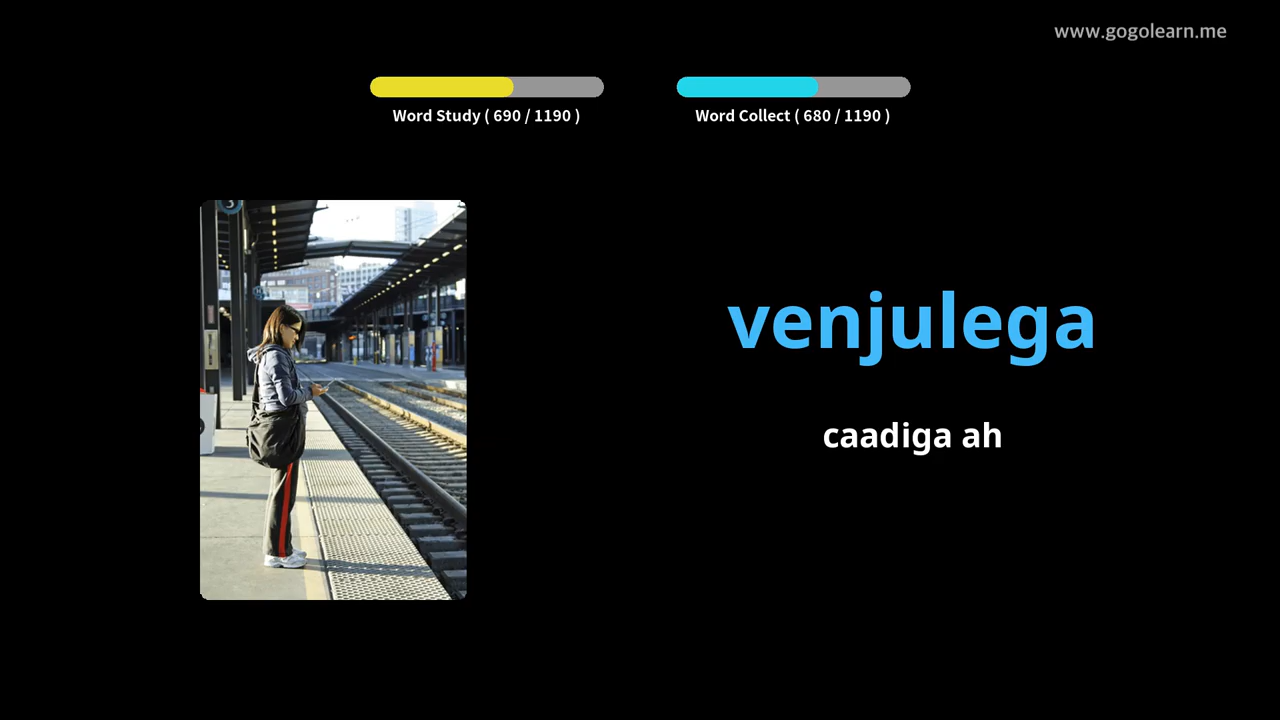 www.gogolearn.me
Word Study ( 690 / 1190 )
Word Collect ( 680 / 1190 )
venjulega
caadiga ah